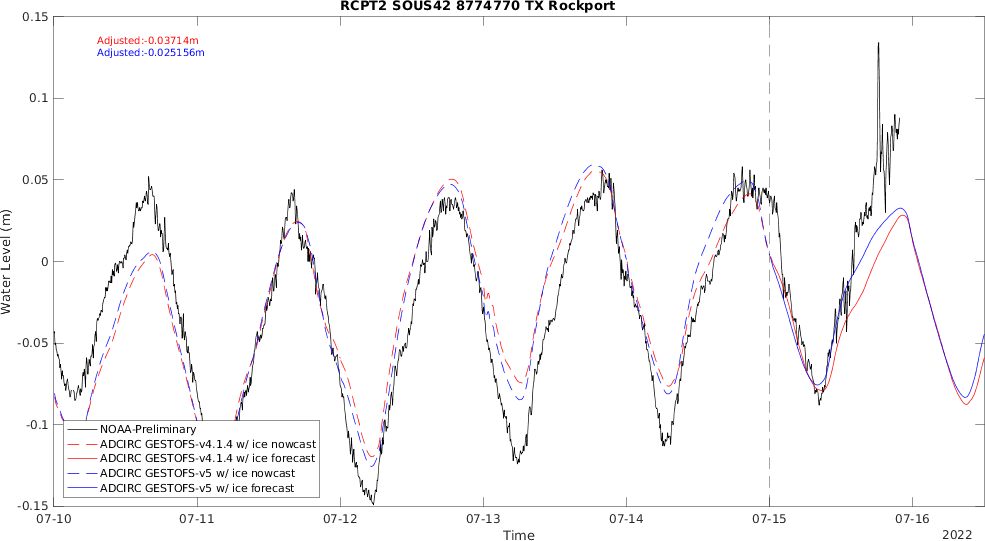 RCPT2 SOUS42 8774770 TX Rockport
Adjusted:-0.03714m
Adjusted:-0.025156m
Water Level (m)
0.15
0.1
0.05
0
-0.05
-0.1
-0.15
NOAA-Preliminary
ADCIRC GESTOFS-v4.1.4 w/ ice nowcast
ADCIRC GESTOFS-v4.1.4 w/ ice forecast
ADCIRC GESTOFS-v5 w/ ice nowcast
ADCIRC GESTOFS-v5 w/ ice forecast
07-10 07-11 07-12 07-13 07-14 07-15 07-16
Time
2022